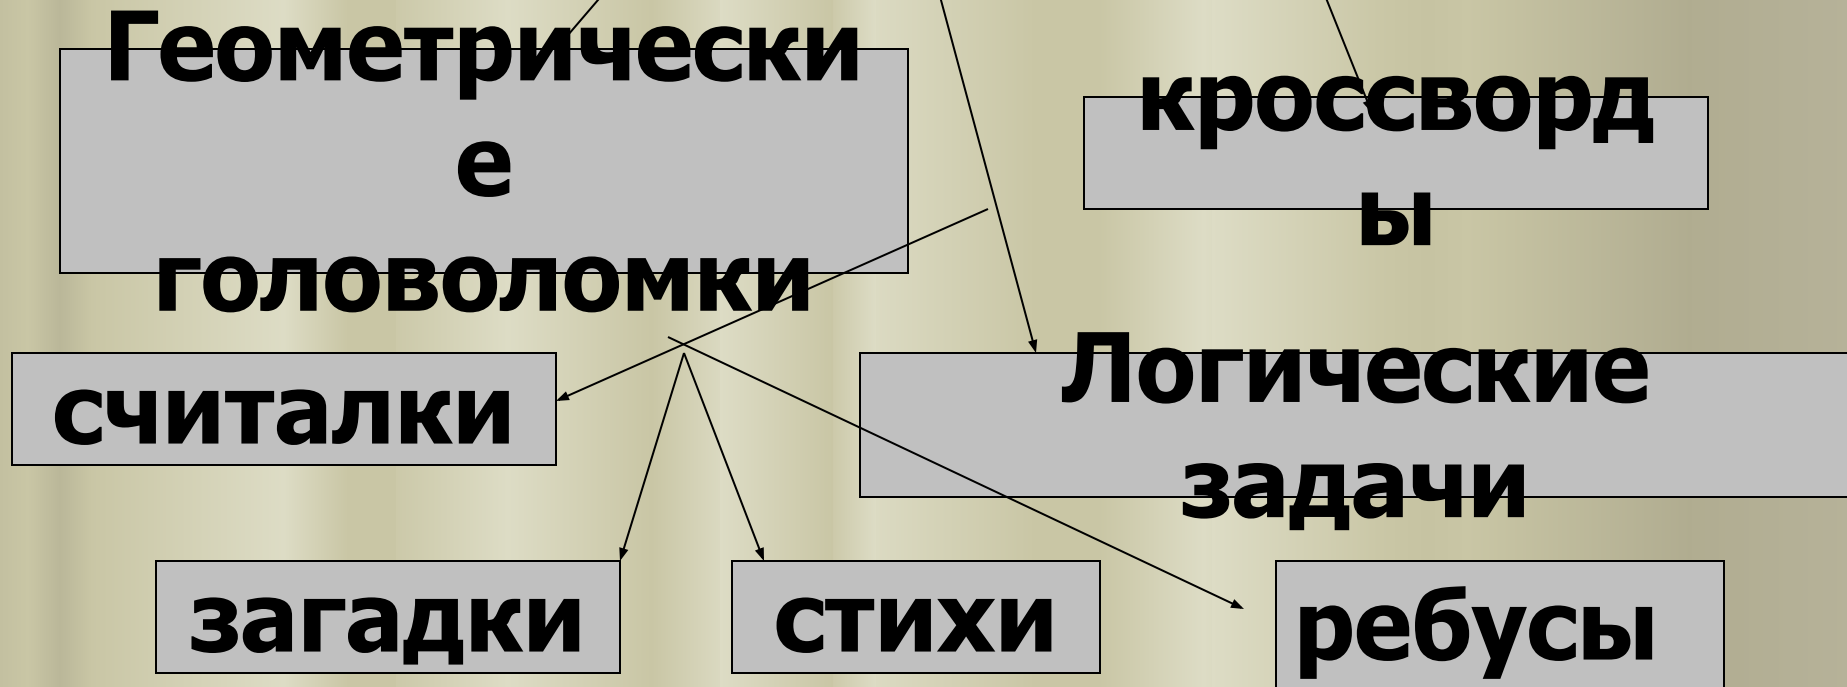 Геометрически
е
головоломки
кроссворд
ы
считалки
Логические
задачи
загадки
стихи
ребусы